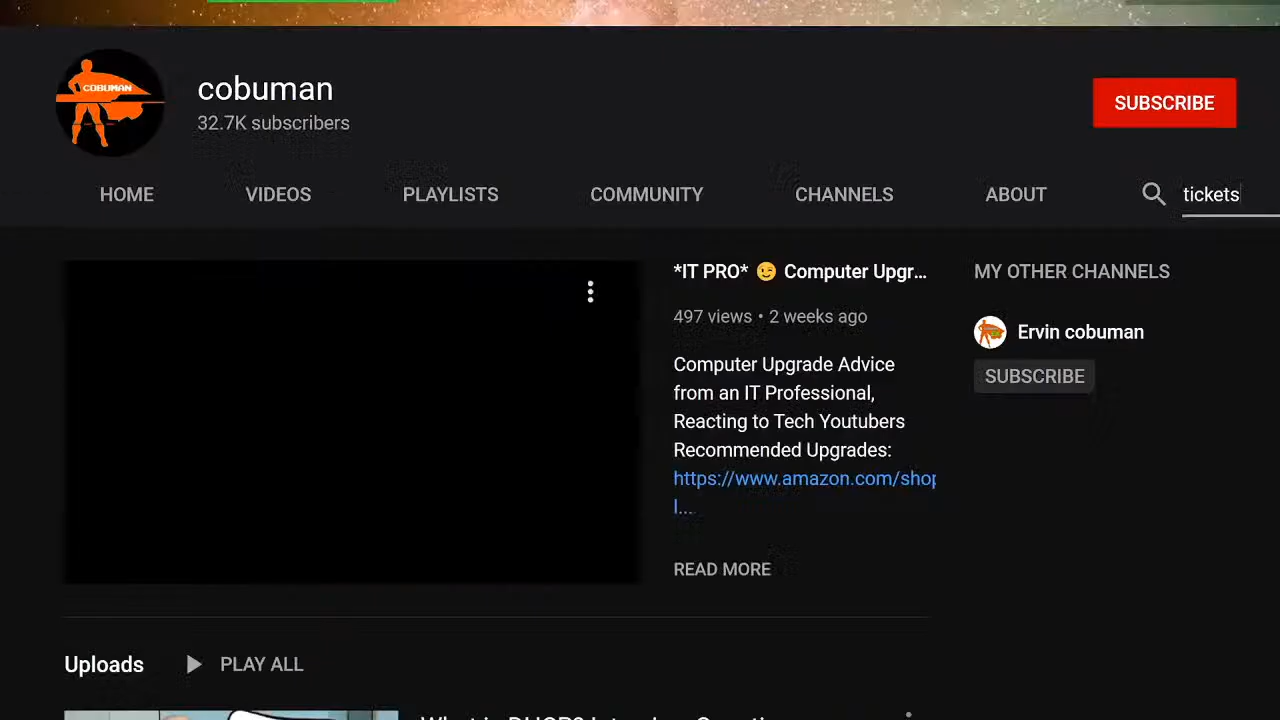 COBUMAN
cobuman
32.7K subscribers
SUBSCRIBE
HOME VIDEOS PLAYLISTS COMMUNITY CHANNELS ABOUT tickets
*IT PRO* 😉 Computer Upgr...
497 views • 2 weeks ago
Computer Upgrade Advice
from an IT Professional,
Reacting to Tech Youtubers
Recommended Upgrades:
https://www.amazon.com/shop
l...
READ MORE
MY OTHER CHANNELS
Ervin cobuman
SUBSCRIBE
Uploads PLAY ALL